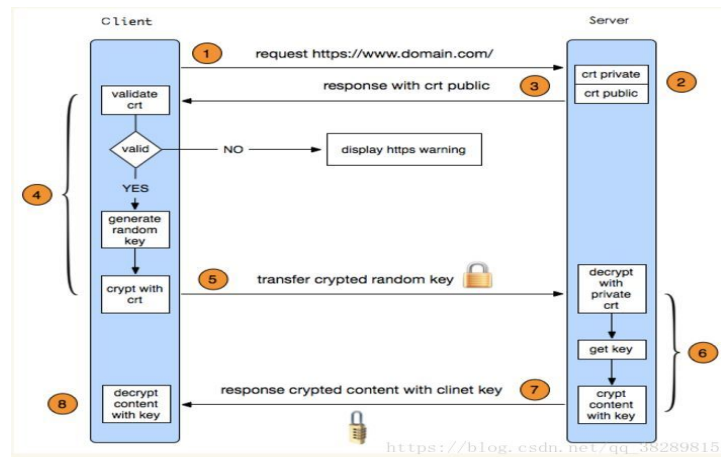 Client
Server
1
request https://www.domain.com/
crt private
2
response with crt public
3
crt public
validate
crt
valid
NO
display https warning
4
YES
generate
random
key
5
transfer crypted random key
decrypt
with
private
crt
crypt with
crt
get key
6
response crypted content with clinet key
7
8
decrypt
content
with key
crypt
content
with key
https://blog.csdn.net/qq_38289815